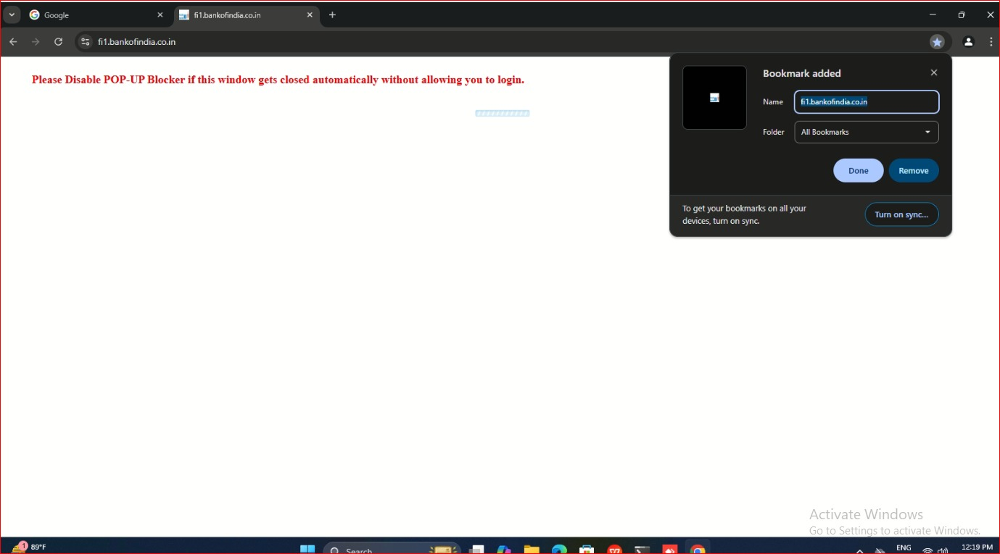 Google
fi1.bankofindia.co.in
fi1.bankofindia.co.in
Please Disable POP-UP Blocker if this window gets closed automatically without allowing you to login.
Bookmark added
Name
fi1.bankofindia.co.in
Folder
All Bookmarks
Done
Remove
To get your bookmarks on all your
devices, turn on sync.
Turn on sync...
Activate Windows
Go to Settings to activate Windows.
1
89°F
Search
ENG
12:19 PM